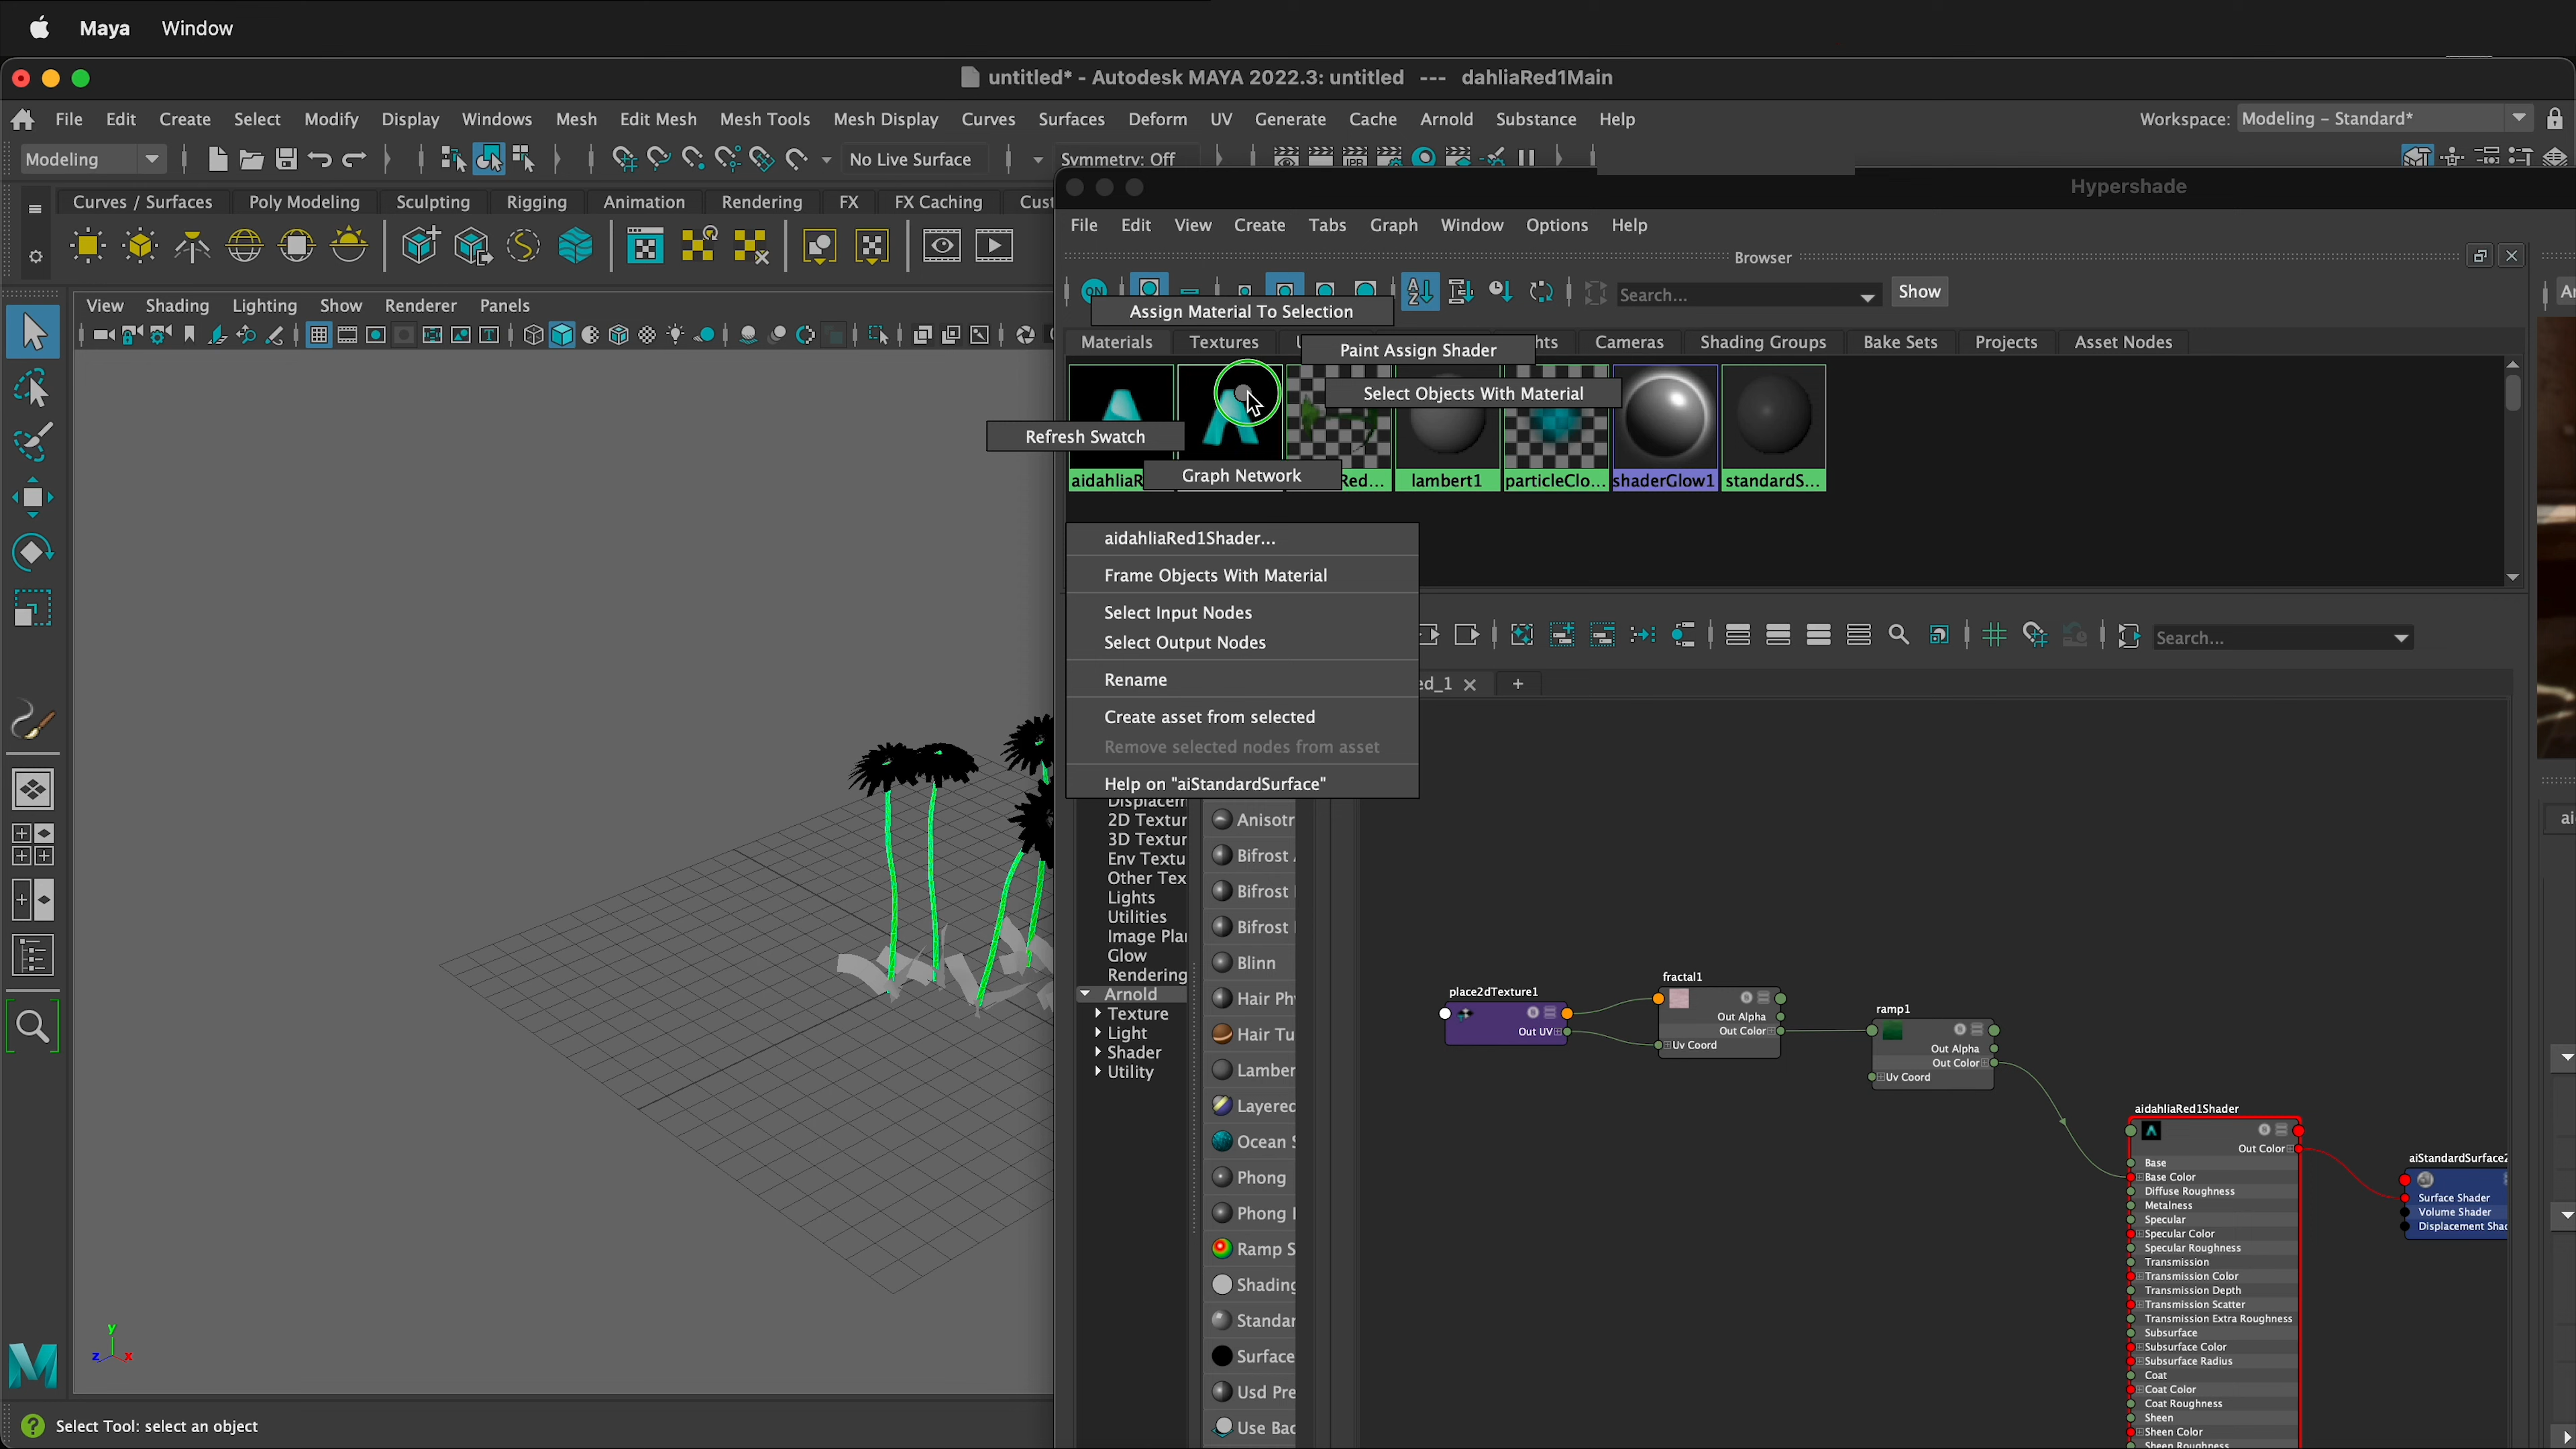 Maya Window
untitled* - Autodesk MAYA 2022.3: untitled --- dahliaRed1Main
File Edit Create Select Modify Display Windows Mesh Edit Mesh Mesh Tools Mesh Display Curves Surfaces Deform UV Generate Cache Arnold Substance Help
Workspace: Modeling - Standard*
Modeling
No Live Surface
Symmetry: Off
Hypershade
Curves / Surfaces Poly Modeling Sculpting Rigging Animation Rendering FX FX Caching Cust
File Edit View Create Tabs Graph Window Options Help
Browser
View Shading Lighting Show Renderer Panels
ON
Search...
Show
Assign Material To Selection
Materials Textures
Cameras Shading Groups Bake Sets Projects Asset Nodes
Paint Assign Shader
Select Objects With Material
Refresh Swatch
Graph Network
aidahliaR
Red...
lambert1
particleClo...
shaderGlow1
standardS...
aidahliaRed1Shader...
Frame Objects With Material
Select Input Nodes
Select Output Nodes
Rename
Create asset from selected
Remove selected nodes from asset
Help on "aiStandardSurface"
Search...
ed_1
Displacem
2D Textur
3D Textur
Env Textu
Other Tex
Lights
Utilities
Image Pla
Glow
Rendering
Arnold
Texture
Light
Shader
Utility
Anisotr
Bifrost
Bifrost
Bifrost
Blinn
Hair Ph
Hair Tu
Lamber
Layered
Ocean S
Phong
Phong
Ramp S
Shading
Standar
Surface
Usd Pre
Use Bac
place2dTexture1
Out UV
fractal1
Out Alpha
Out Color
Uv Coord
ramp1
Out Alpha
Out Color
Uv Coord
aidahliaRed1Shader
Out Color
Base
Base Color
Diffuse Roughness
Metalness
Specular
Specular Color
Specular Roughness
Transmission
Transmission Color
Transmission Depth
Transmission Scatter
Transmission Extra Roughness
Subsurface
Subsurface Color
Subsurface Radius
Coat
Coat Color
Coat Roughness
Sheen
Sheen Color
Sheen Roughness
aiStandardSurface2
Surface Shader
Volume Shader
Displacement Shad
y
z
x
Select Tool: select an object